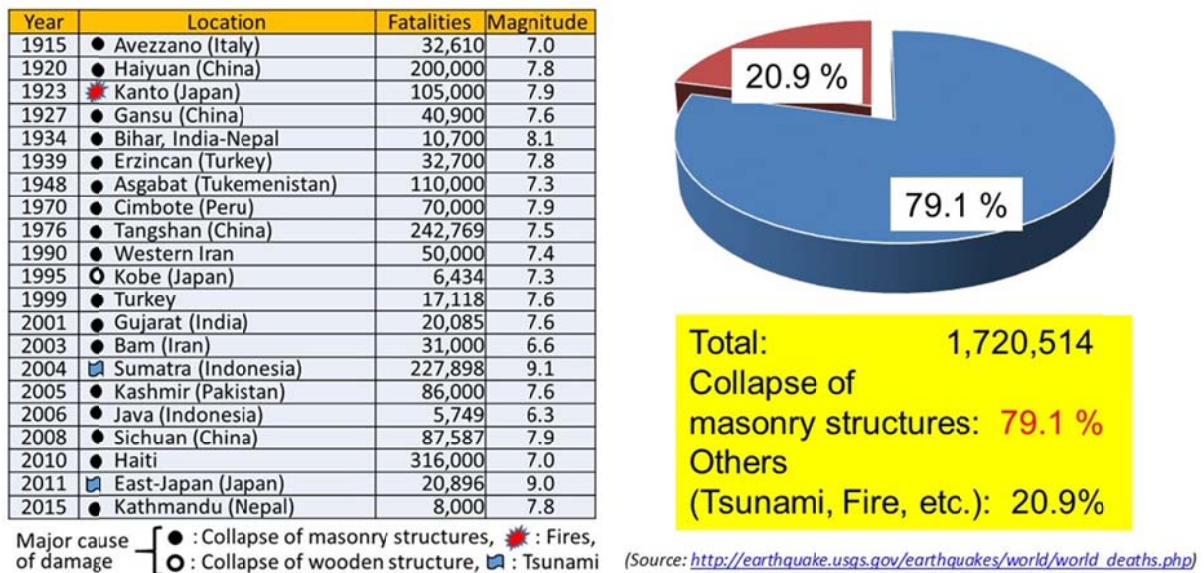 Year Location Fatalities Magnitude
1915 Avezzano (Italy) 32,610 7.0
1920 Haiyuan (China) 200,000 7.8
1923 Kanto (Japan) 105,000 7.9
1927 Gansu (China) 40,900 7.6
1934 Bihar, India-Nepal 10,700 8.1
1939 Erzincan (Turkey) 32,700 7.8
1948 Asgabat (Tukemenistan) 110,000 7.3
1970 Cimbote (Peru) 70,000 7.9
1976 Tangshan (China) 242,769 7.5
1990 Western Iran 50,000 7.4
1995 Kobe (Japan) 6,434 7.3
1999 Turkey 17,118 7.6
2001 Gujarat (India) 20,085 7.6
2003 Bam (Iran) 31,000 6.6
2004 Sumatra (Indonesia) 227,898 9.1
2005 Kashmir (Pakistan) 86,000 7.6
2006 Java (Indonesia) 5,749 6.3
2008 Sichuan (China) 87,587 7.9
2010 Haiti 316,000 7.0
2011 East-Japan (Japan) 20,896 9.0
2015 Kathmandu (Nepal) 8,000 7.8
Major cause of damage
: Collapse of masonry structures, : Fires,
: Collapse of wooden structure, : Tsunami
20.9 %
79.1 %
Total: 1,720,514
Collapse of
masonry structures: 79.1 %
Others
(Tsunami, Fire, etc.): 20.9%
(Source: http://earthquake.usgs.gov/earthquakes/world/world_deaths.php)